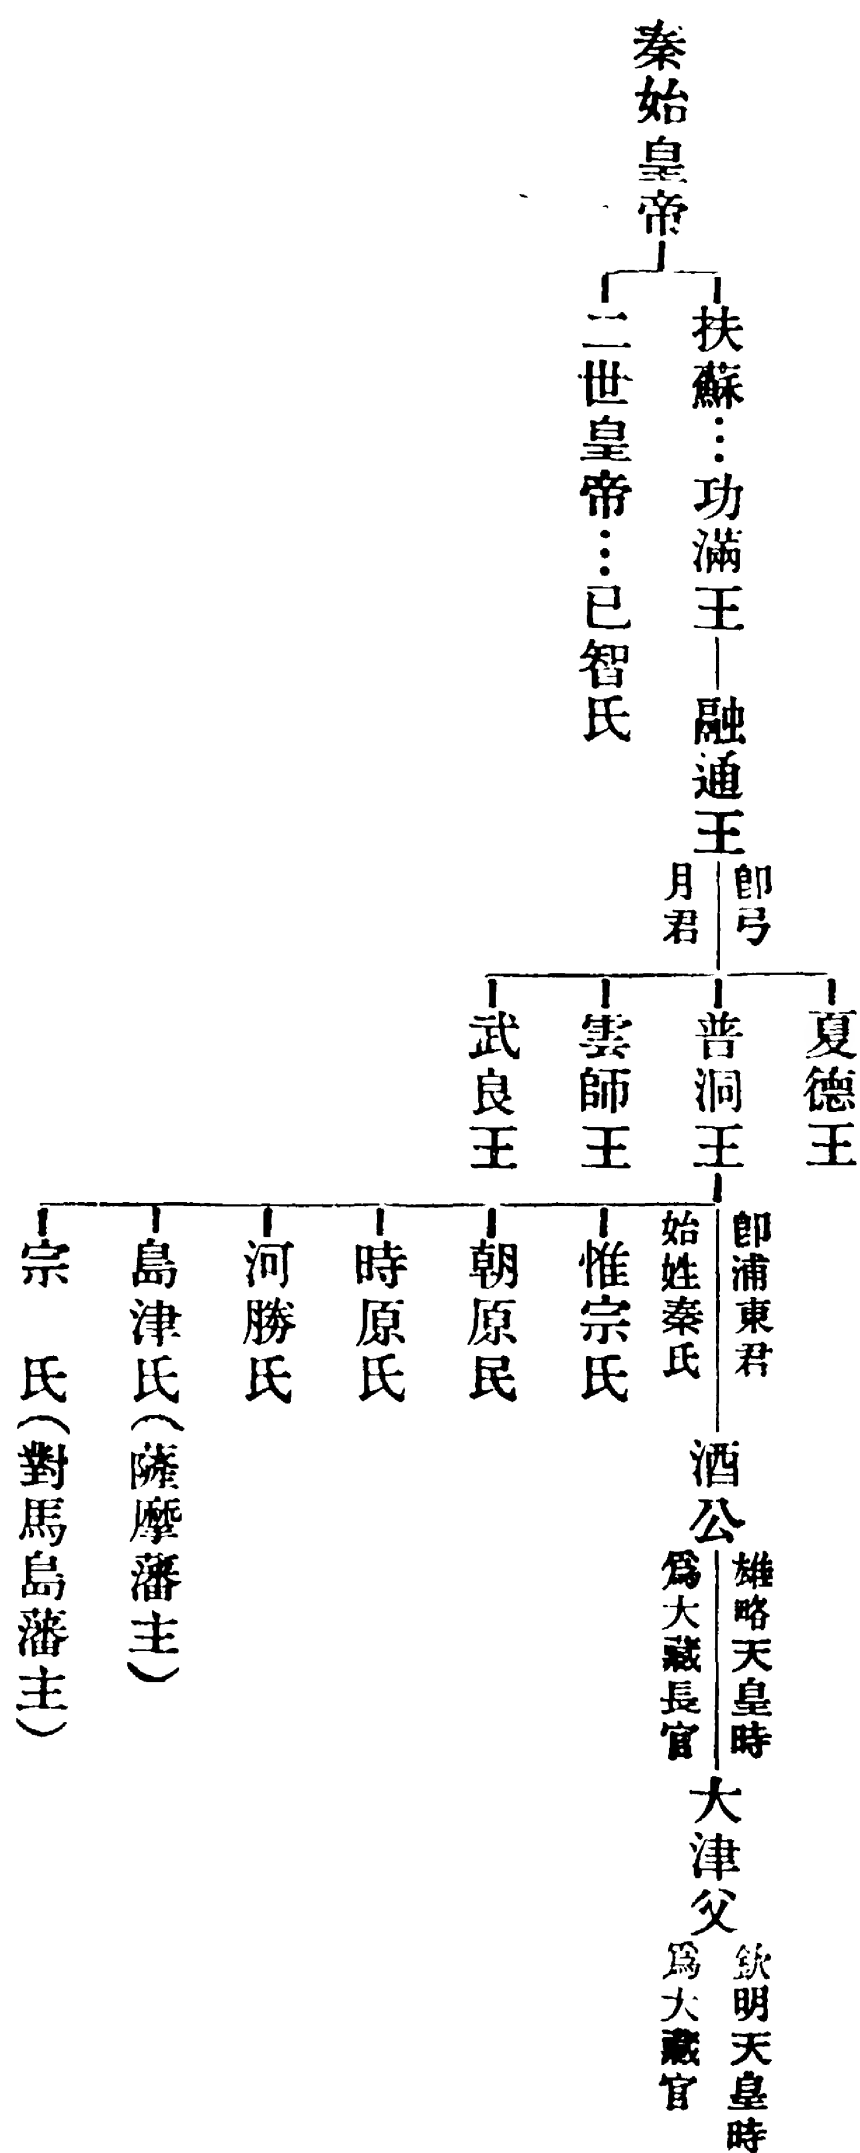 秦始皇帝
扶蘇…功滿王
融通王
卽弓
月君
二世皇帝…已智氏
夏德王
普洞王
雲師王
武良王
卽浦東君
始姓秦氏
酒公
雄略天皇時
爲大藏長官
大津父
欽明天皇時
爲大藏官
惟宗氏
朝原民
時原氏
河勝氏
島津氏(薩摩藩主)
宗 氏(對馬島藩主)